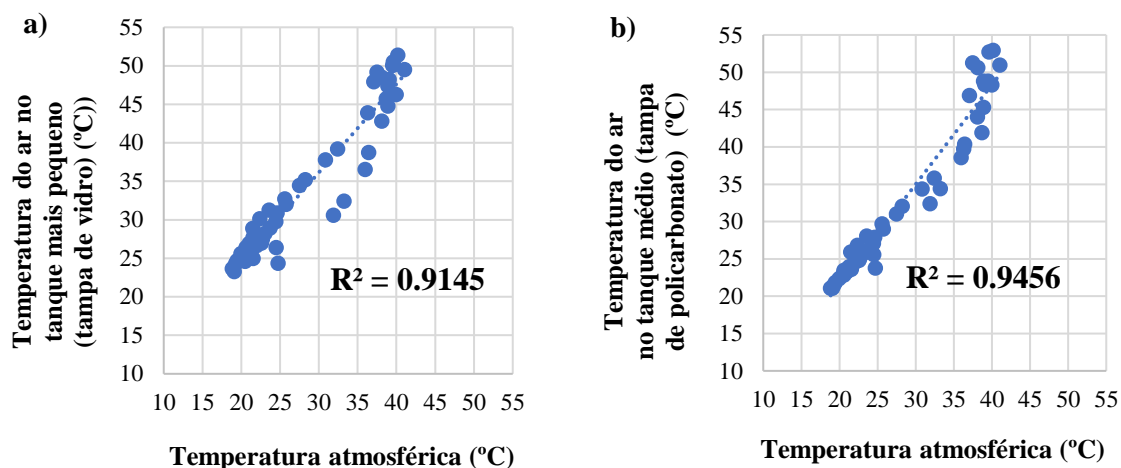 a)
Temperatura do ar no
tanque mais pequeno
(tampa de vidro) (ºC))
55
50
45
40
35
30
25
20
15
10
R² = 0.9145
10 15 20 25 30 35 40 45 50 55
Temperatura atmosférica (ºC)
b)
Temperatura do ar
no tanque médio (tampa
de policarbonato) (ºC)
55
50
45
40
35
30
25
20
15
10
R² = 0.9456
10 15 20 25 30 35 40 45 50 55
Temperatura atmosférica (ºC)